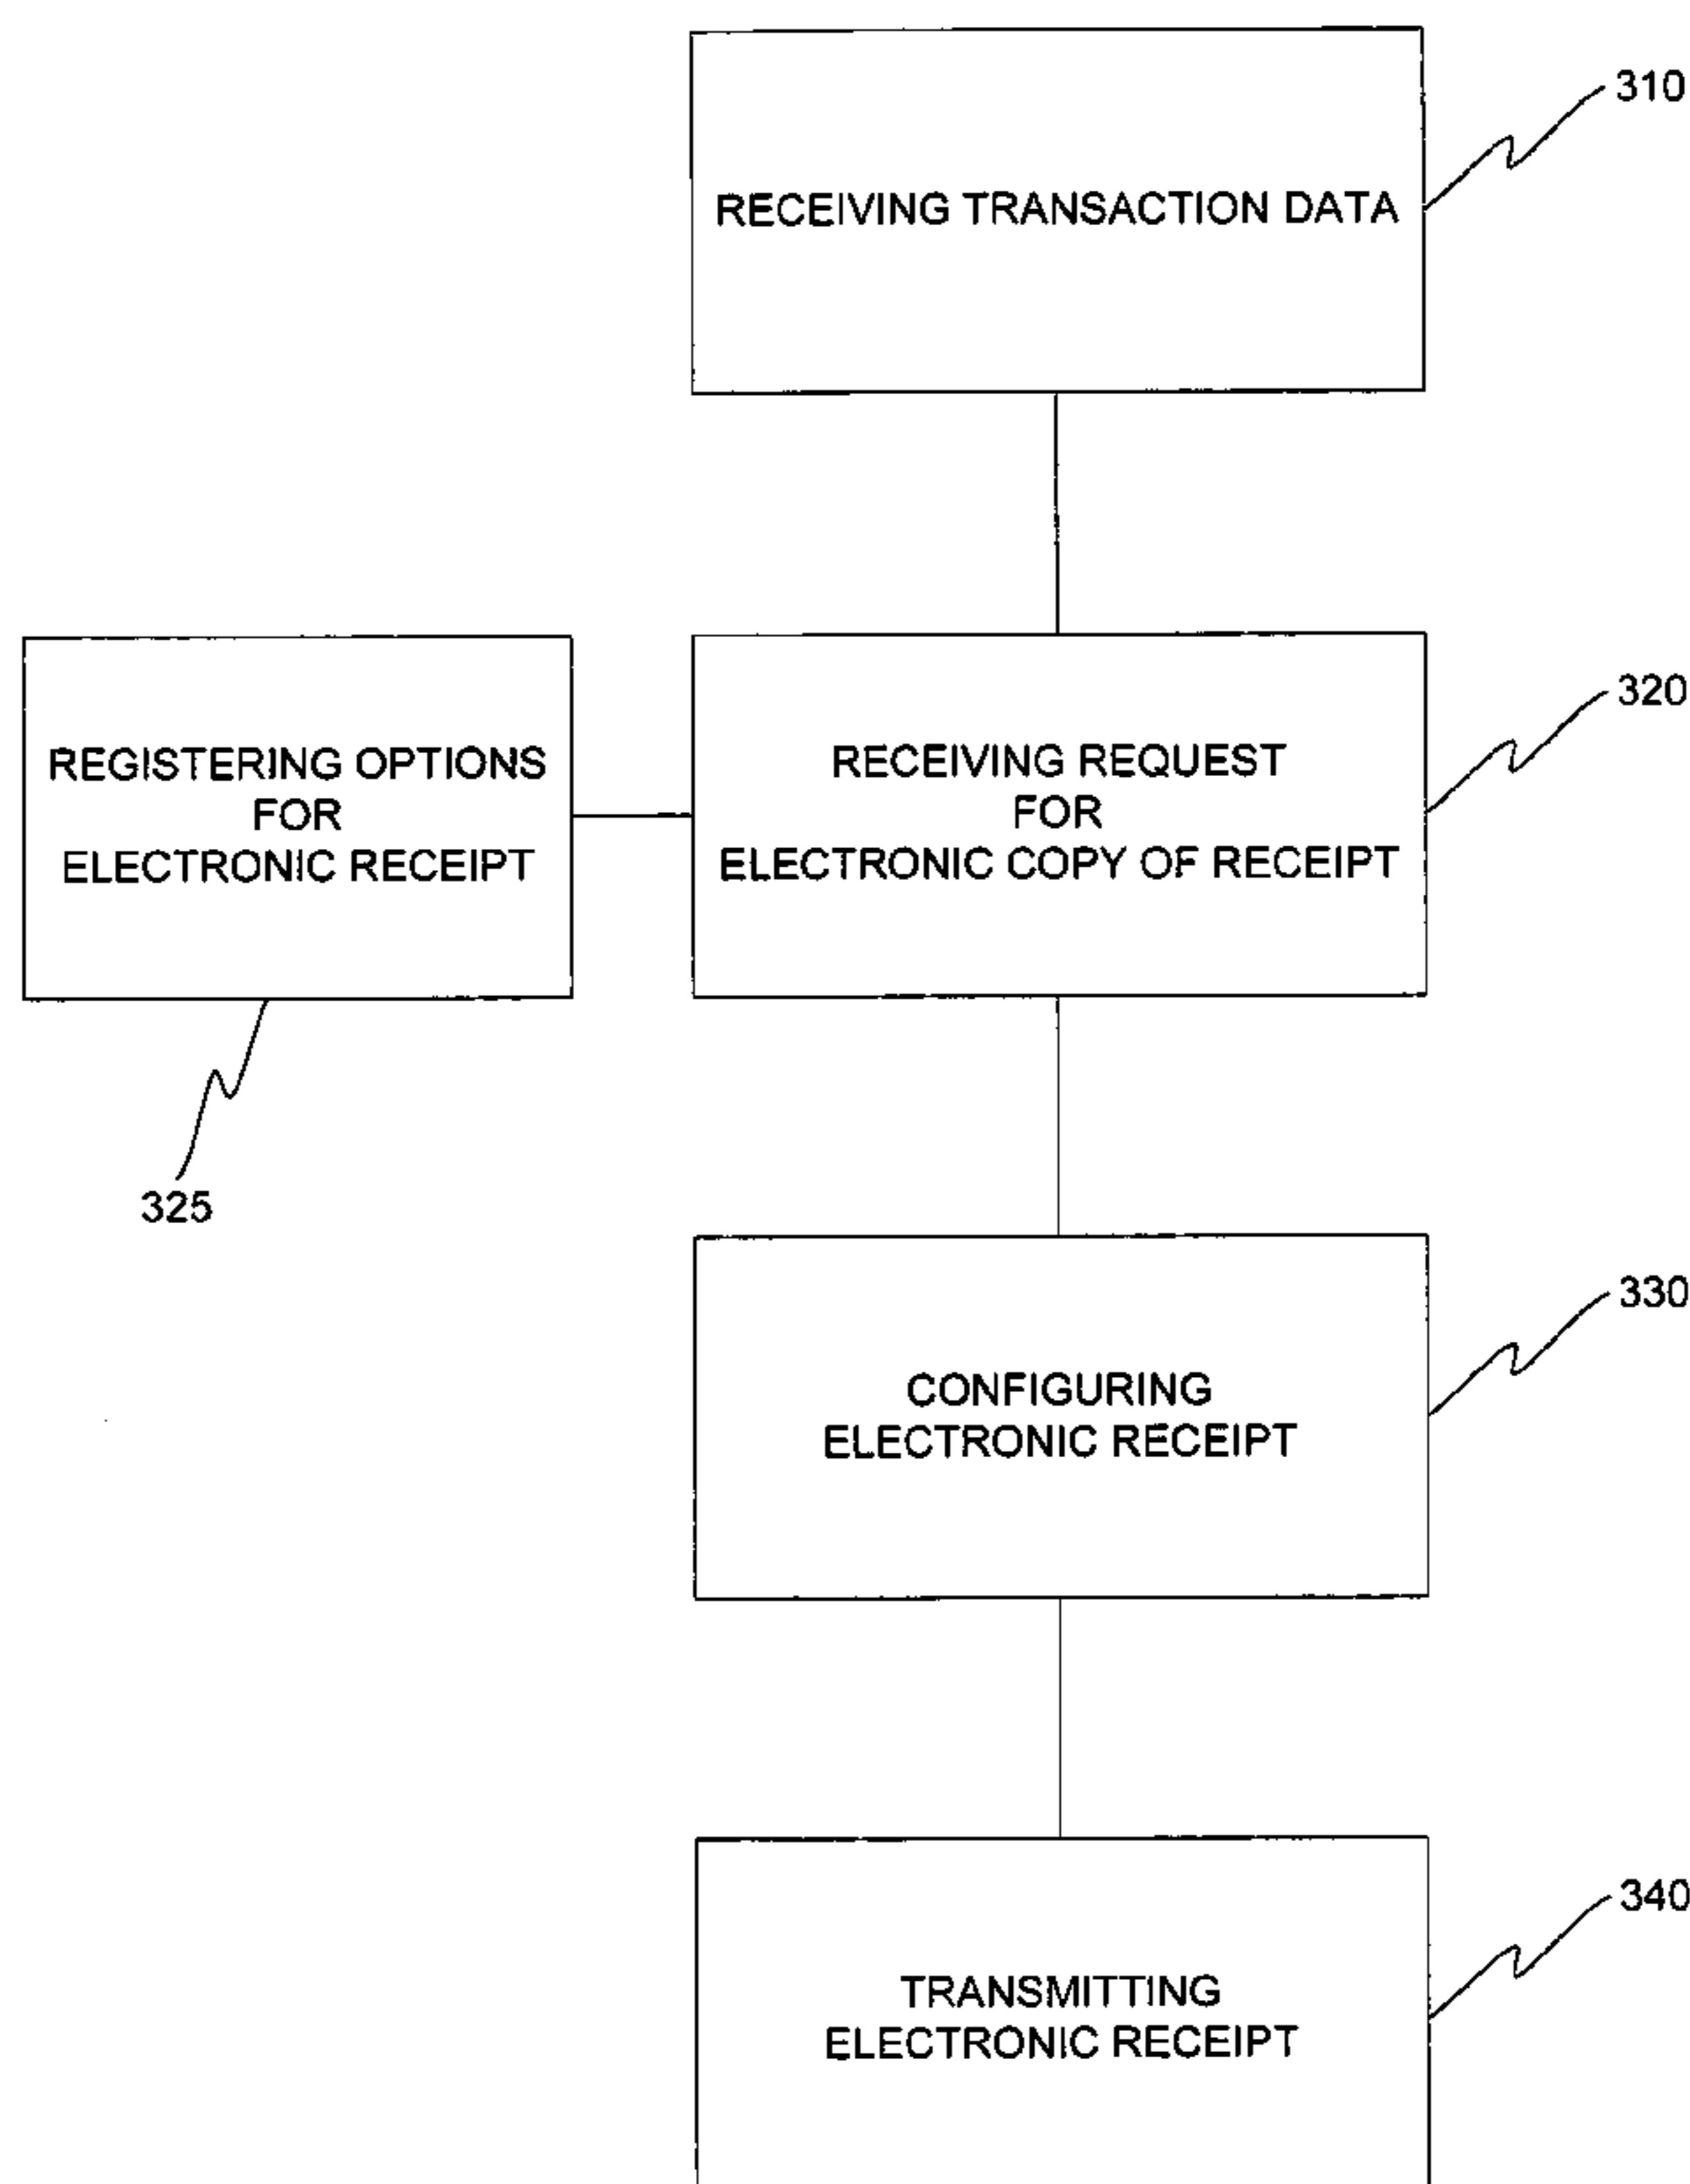 310
RECEIVING TRANSACTION DATA
320
REGISTERING OPTIONS
FOR
ELECTRONIC RECEIPT
RECEIVING REQUEST
FOR
ELECTRONIC COPY OF RECEIPT
325
330
CONFIGURING
ELECTRONIC RECEIPT
340
TRANSMITTING
ELECTRONIC RECEIPT